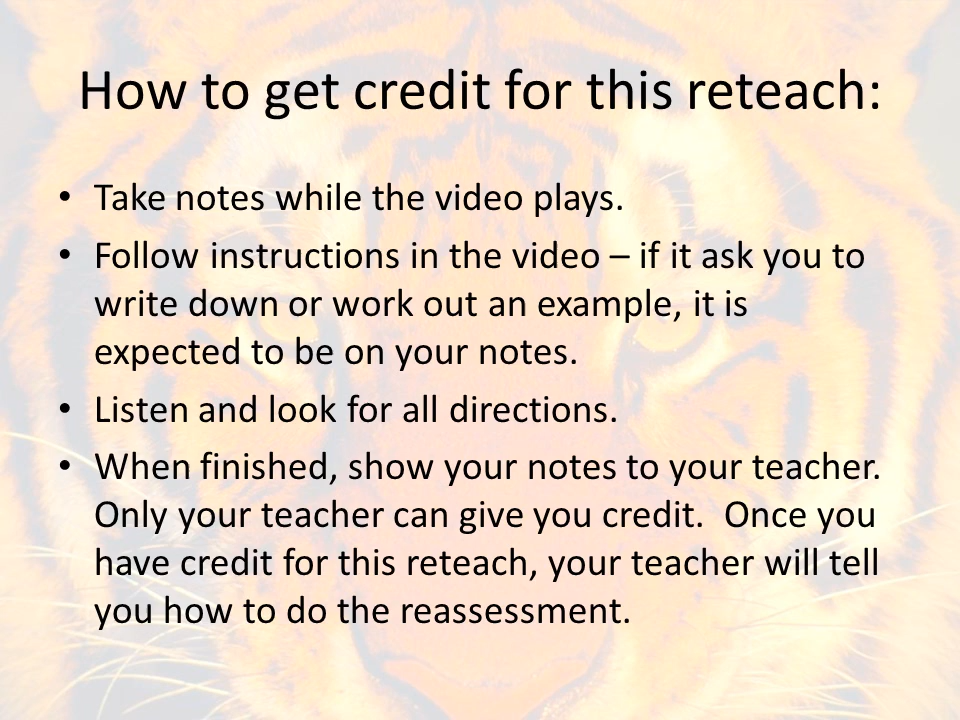 How to get credit for this reteach:
• Take notes while the video plays.
• Follow instructions in the video – if it ask you to
write down or work out an example, it is
expected to be on your notes.
• Listen and look for all directions.
• When finished, show your notes to your teacher.
Only your teacher can give you credit.  Once you
have credit for this reteach, your teacher will tell
you how to do the reassessment.